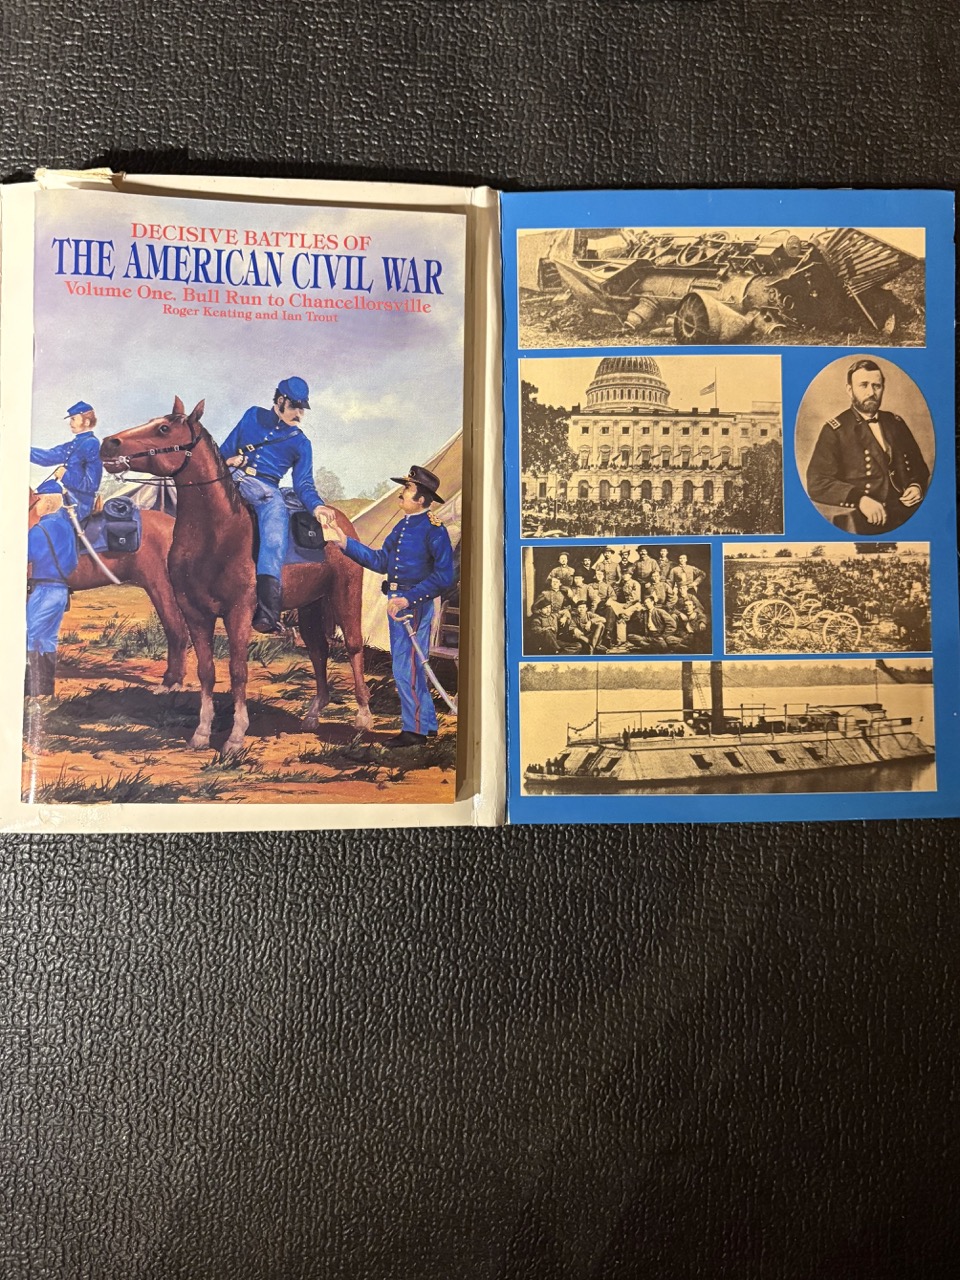 DECISIVE BATTLES OF
THE AMERICAN CIVIL WAR
Volume One. Bull Run to Chancellorsville
Roger Keating and Ian Trout